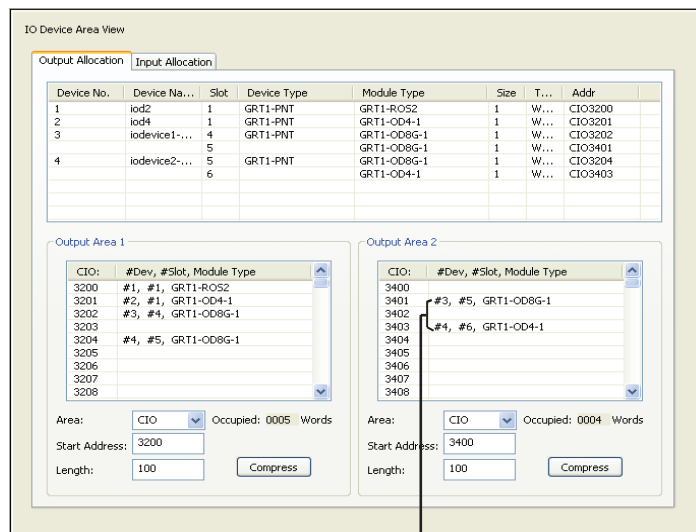 IO Device Area View
Output Allocation Input Allocation
Device No. Device Na... Slot Device Type Module Type Size T... Addr
1 iod2 1 GRT1-PNT GRT1-ROS2 1 W... CIO3200
2 iod4 1 GRT1-PNT GRT1-OD4-1 1 W... CIO3201
3 iodevice1-... 4 GRT1-PNT GRT1-OD8G-1 1 W... CIO3202
5 GRT1-OD8G-1 1 W... CIO3401
4 iodevice2-... 5 GRT1-PNT GRT1-OD8G-1 1 W... CIO3204
6 GRT1-OD4-1 1 W... CIO3403
Output Area 1
CIO: #Dev, #Slot, Module Type
3200 #1, #1, GRT1-ROS2
3201 #2, #1, GRT1-OD4-1
3202 #3, #4, GRT1-OD8G-1
3203
3204 #4, #5, GRT1-OD8G-1
3205
3206
3207
3208
Area: CIO Occupied: 0005 Words
Start Address: 3200
Length: 100 Compress
Output Area 2
CIO: #Dev, #Slot, Module Type
3400
3401 #3, #5, GRT1-OD8G-1
3402
3403 #4, #6, GRT1-OD4-1
3404
3405
3406
3407
3408
Area: CIO Occupied: 0004 Words
Start Address: 3400
Length: 100 Compress